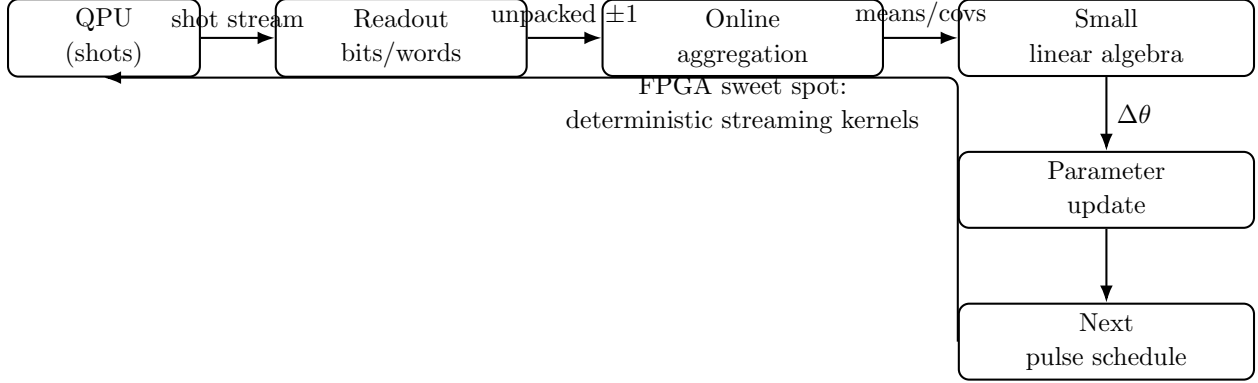 QPU
(shots)
shot stream
Readout
bits/words
unpacked ±1
Online
aggregation
means/covs
Small
linear algebra
FPGA sweet spot:
deterministic streaming kernels
Δθ
Parameter
update
Next
pulse schedule